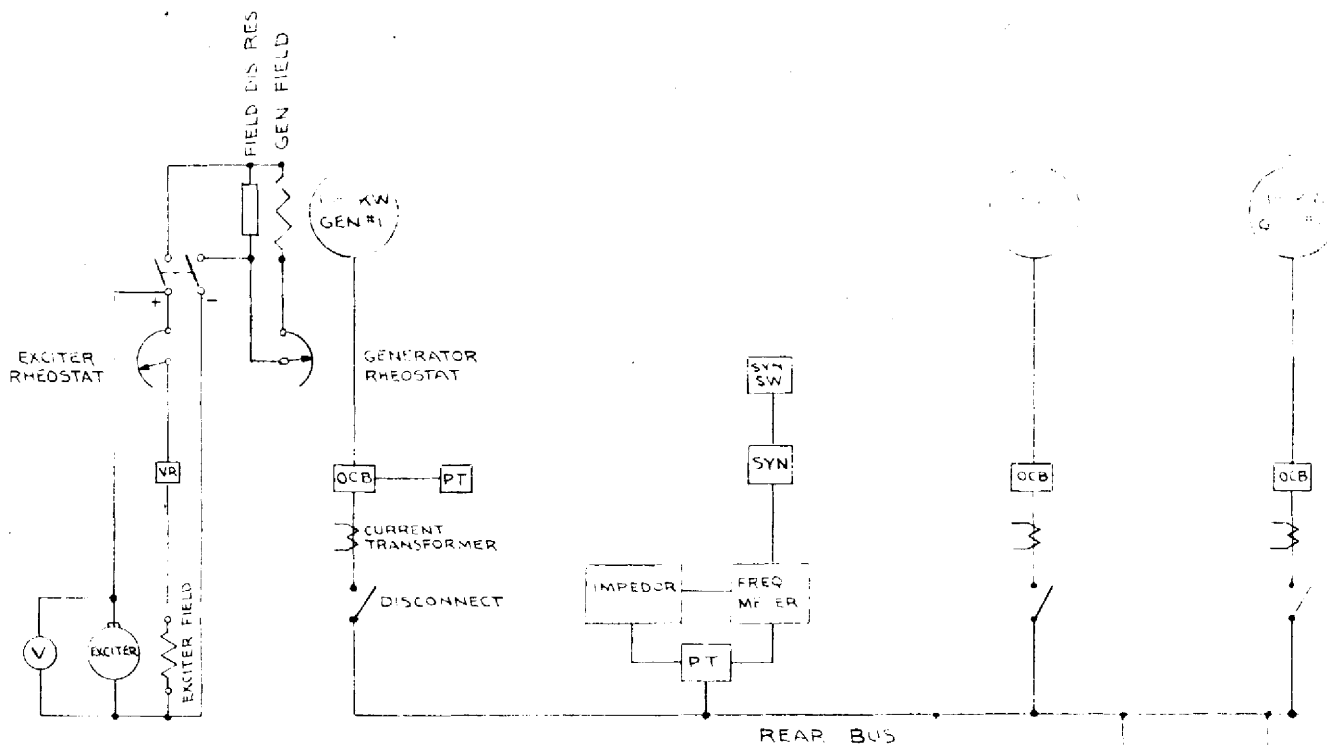 FIELD DIS RES
GEN FIELD
KW
GEN #1
+
-
EXCITER
RHEOSTAT
GENERATOR
RHEOSTAT
SYN
SW
VR
OCB
PT
SYN
OCB
OCB
CURRENT
TRANSFORMER
IMPEDOR
FREQ
DISCONNECT
V
EXCITER
EXCITER FIELD
PT
REAR BUS